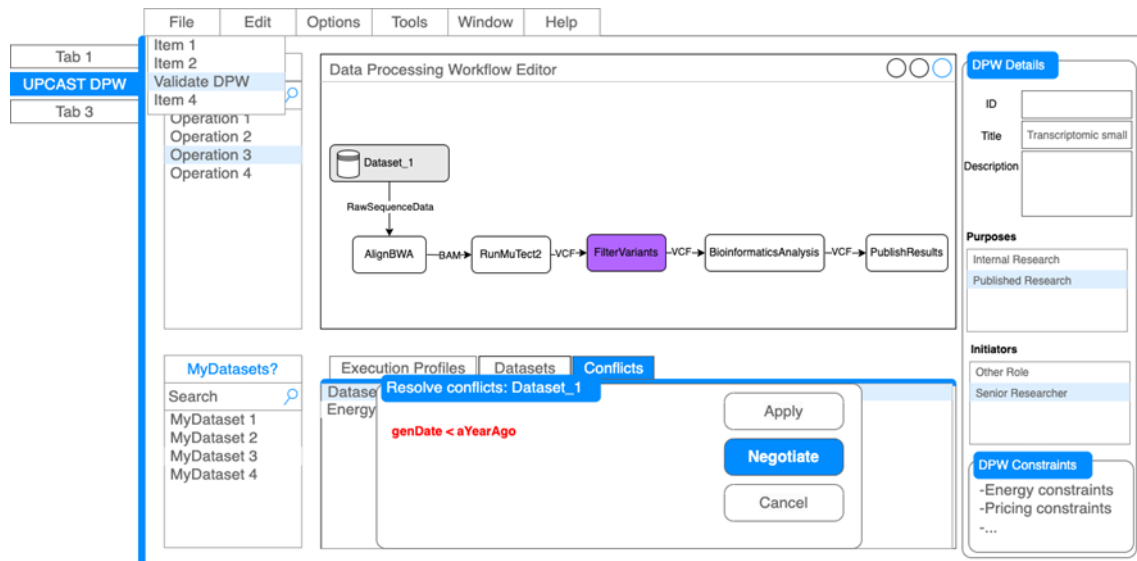 File Edit Options Tools Window Help
Tab 1
UPCAST DPW
Tab 3
Item 1
Item 2
Validate DPW
Item 4
Operation 1
Operation 2
Operation 3
Operation 4
Data Processing Workflow Editor
Dataset_1
RawSequenceData
AlignBWA BAM RunMuTect2 VCF FilterVariants VCF BioinformaticsAnalysis VCF PublishResults
DPW Details
ID
Title Transcriptomic small
Description
Purposes
Internal Research
Published Research
Initiators
Other Role
Senior Researcher
DPW Constraints
-Energy constraints
-Pricing constraints
-...
MyDatasets?
Search
MyDataset 1
MyDataset 2
MyDataset 3
MyDataset 4
Execution Profiles Datasets Conflicts
Datase
Energy
Resolve conflicts: Dataset_1
genDate < aYearAgo
Apply
Negotiate
Cancel